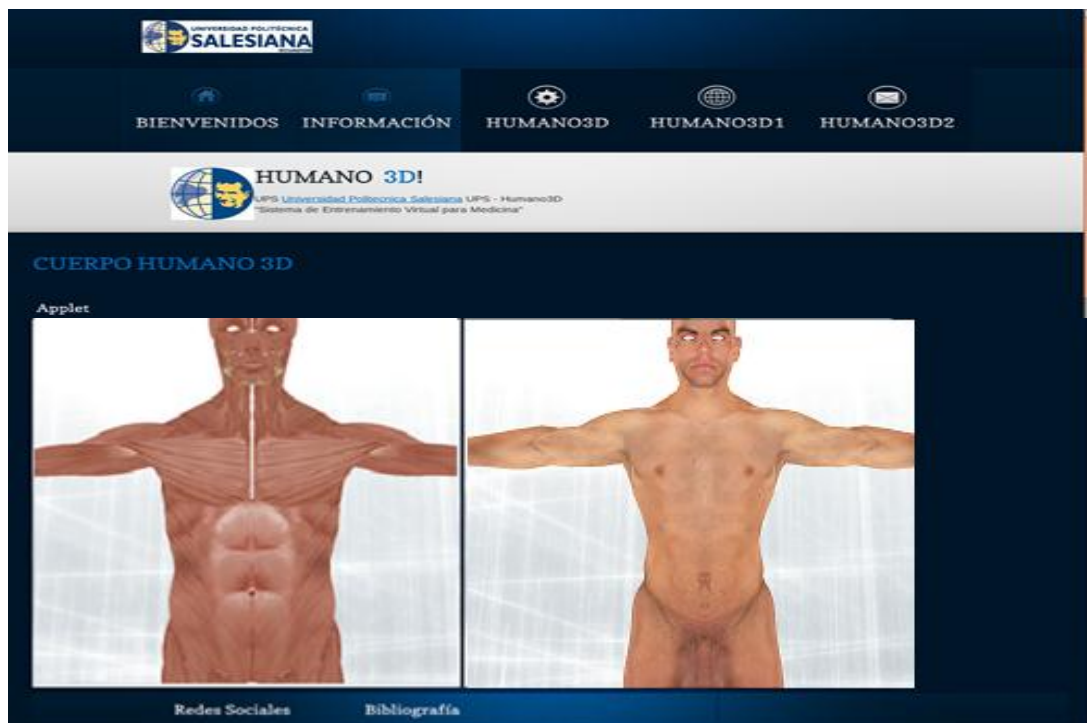 UNIVERSIDAD POLITÉCNICA
SALESIANA
ECUADOR
BIENVENIDOS INFORMACIÓN HUMANO3D HUMANO3D1 HUMANO3D2
HUMANO 3D!
UPS Universidad Politecnica Salesiana UPS - Humano3D
"Sistema de Entrenamiento Virtual para Medicina"
CUERPO HUMANO 3D
Applet
Redes Sociales Bibliografía